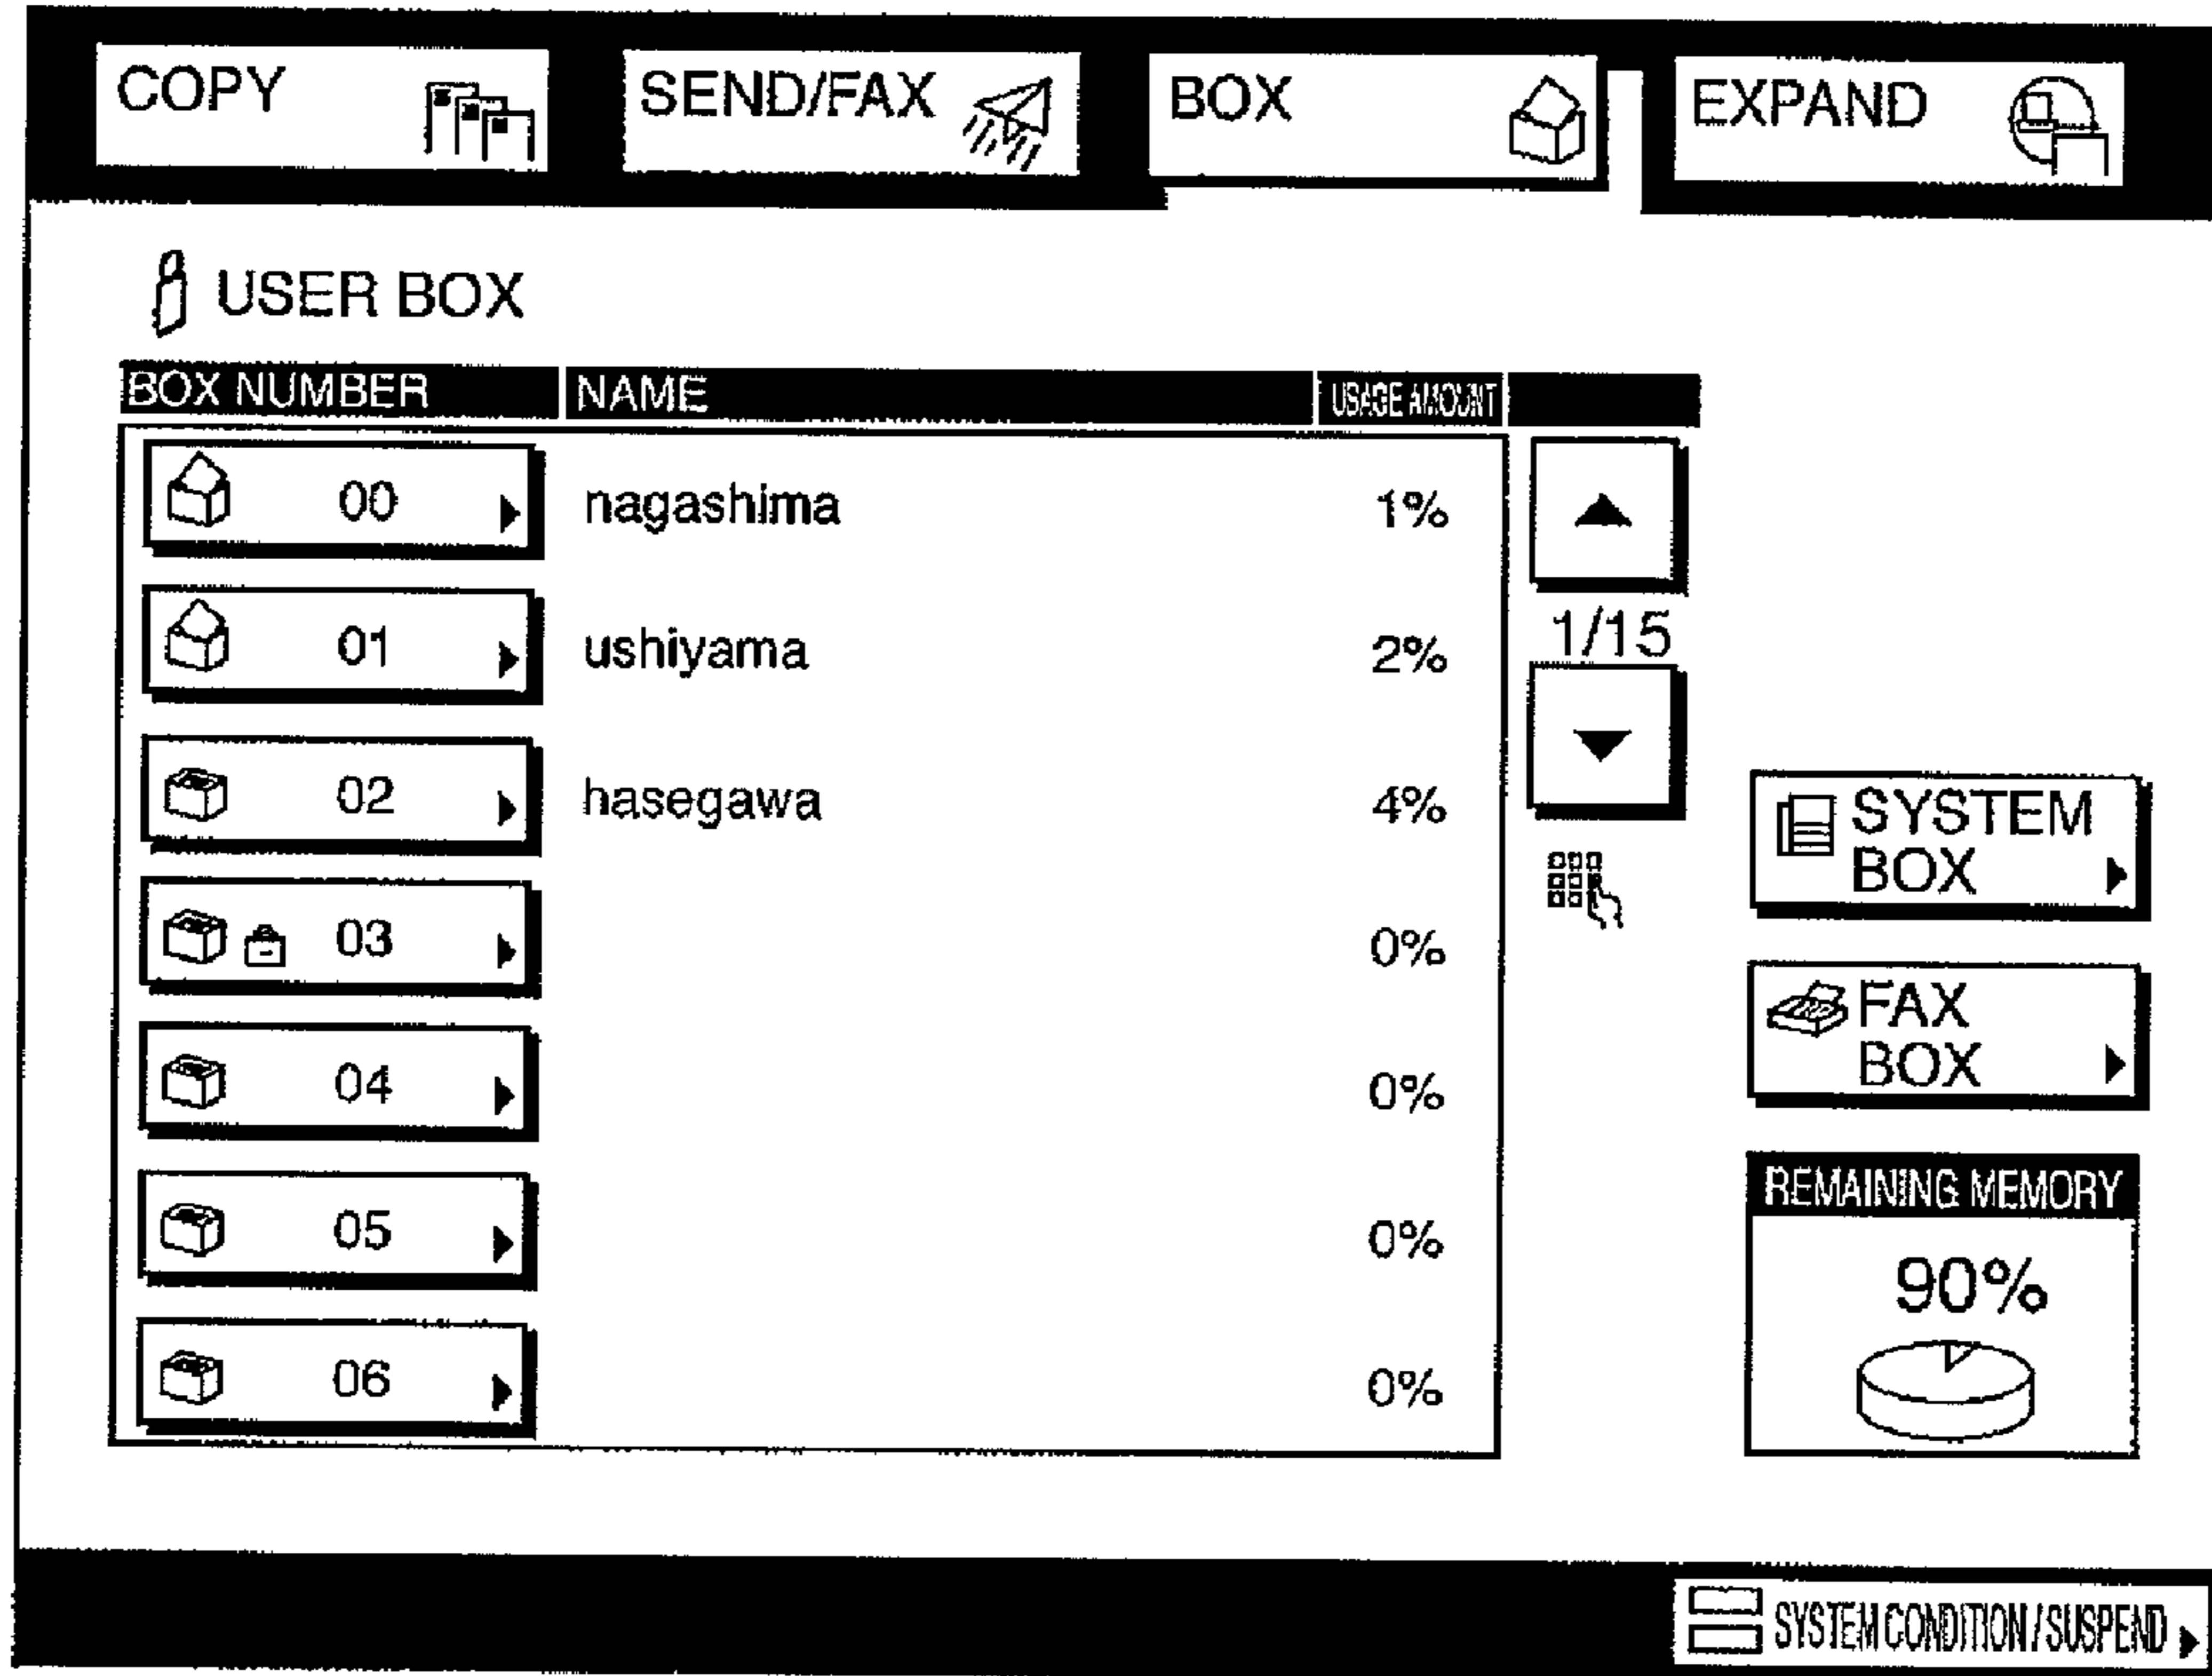 COPY SEND/FAX BOX EXPAND
USER BOX
BOX NUMBER NAME USAGE AMOUNT
00 nagashima 1%
01 ushiyama 2%
1/15
02 hasegawa 4%
03 0%
04 0%
05 0%
06 0%
SYSTEM
BOX
FAX
BOX
REMAINING MEMORY
90%
SYSTEM CONDITION / SUSPEND